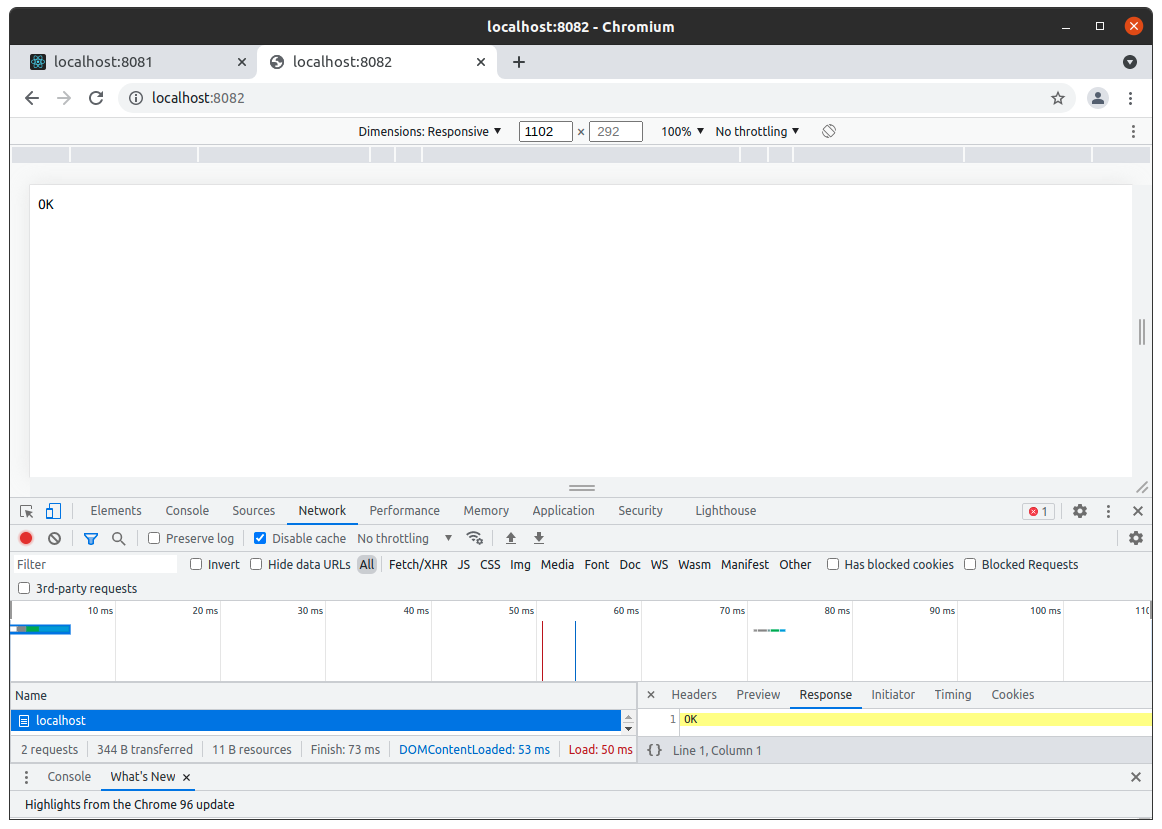 localhost:8082 - Chromium
localhost:8081 localhost:8082
localhost:8082
Dimensions: Responsive 1102 × 292 100% No throttling
OK
Elements Console Sources Network Performance Memory Application Security Lighthouse 1
Preserve log Disable cache No throttling
Filter Invert Hide data URLs All Fetch/XHR JS CSS Img Media Font Doc WS Wasm Manifest Other Has blocked cookies Blocked Requests
3rd-party requests
10 ms 20 ms 30 ms 40 ms 50 ms 60 ms 70 ms 80 ms 90 ms 100 ms 110
Name × Headers Preview Response Initiator Timing Cookies
localhost 1 OK
2 requests 344 B transferred 11 B resources Finish: 73 ms DOMContentLoaded: 53 ms Load: 50 ms {} Line 1, Column 1
Console What's New ×
Highlights from the Chrome 96 update